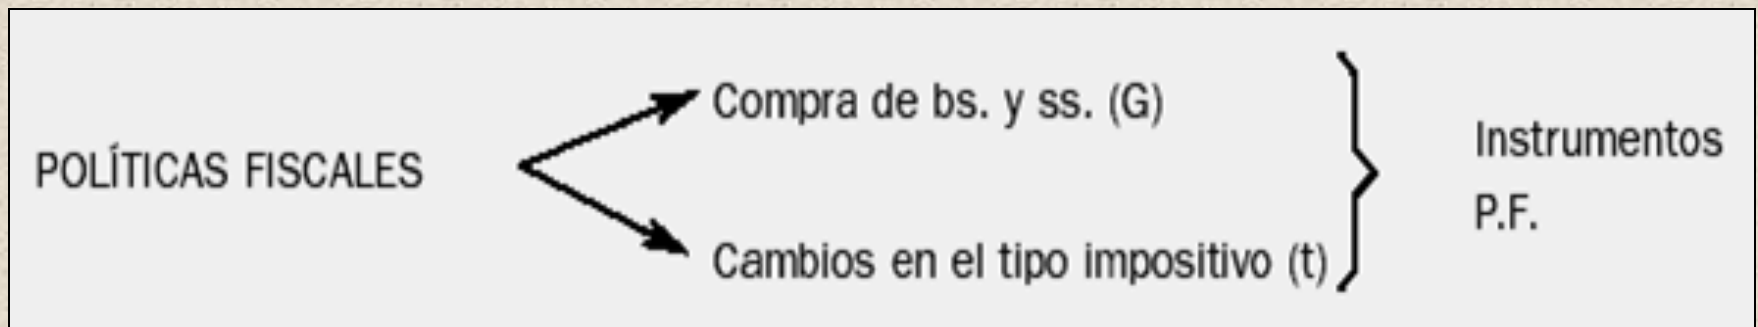 POLÍTICAS FISCALES
Compra de bs. y ss. (G)
Cambios en el tipo impositivo (t)
Instrumentos
P.F.